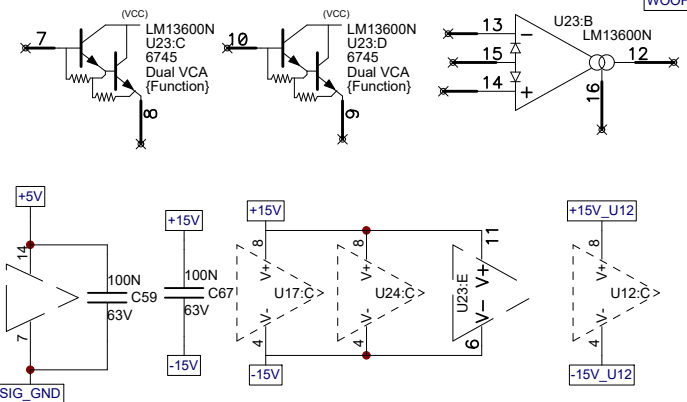 WOOF
(VCC)
7
LM13600N
U23:C
6745
Dual VCA
{Function}
8
(VCC)
10
LM13600N
U23:D
6745
Dual VCA
{Function}
9
U23:B
LM13600N
13
15
14
12
16
+5V
14
7
100N
C59
63V
SIG_GND
+15V
100N
C67
63V
-15V
+15V
8
V+
U17:C
V-
4
-15V
8
V+
U24:C
V-
4
11
V+
U23:E
V-
6
+15V_U12
8
V+
U12:C
V-
4
-15V_U12